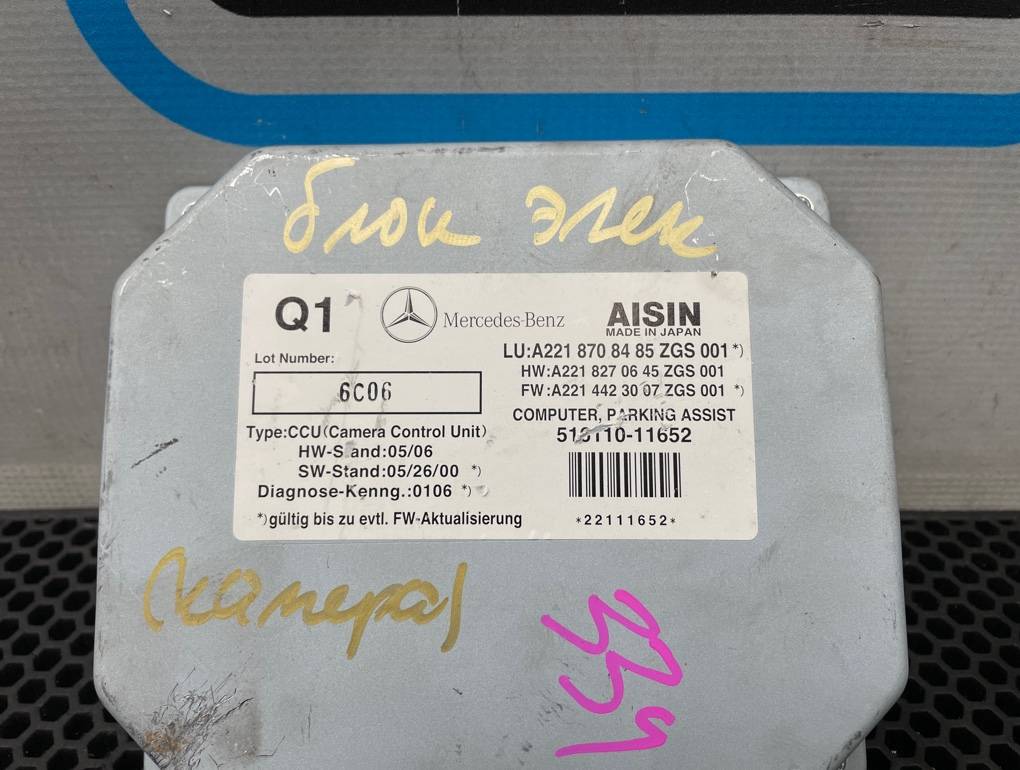 блок элек
Q1
Mercedes-Benz
AISIN
MADE IN JAPAN
Lot Number:
6C06
Type:CCU(Camera Control Unit)
HW-Stand:05/06
SW-Stand:05/26/00 *)
Diagnose-Kenng.:0106 *)
*)gültig bis zu evtl. FW-Aktualisierung
LU:A221 870 84 85 ZGS 001 *)
HW:A221 827 06 45 ZGS 001
FW:A221 442 30 07 ZGS 001 *)
COMPUTER, PARKING ASSIST
513110-11652
*22111652*
(камера)